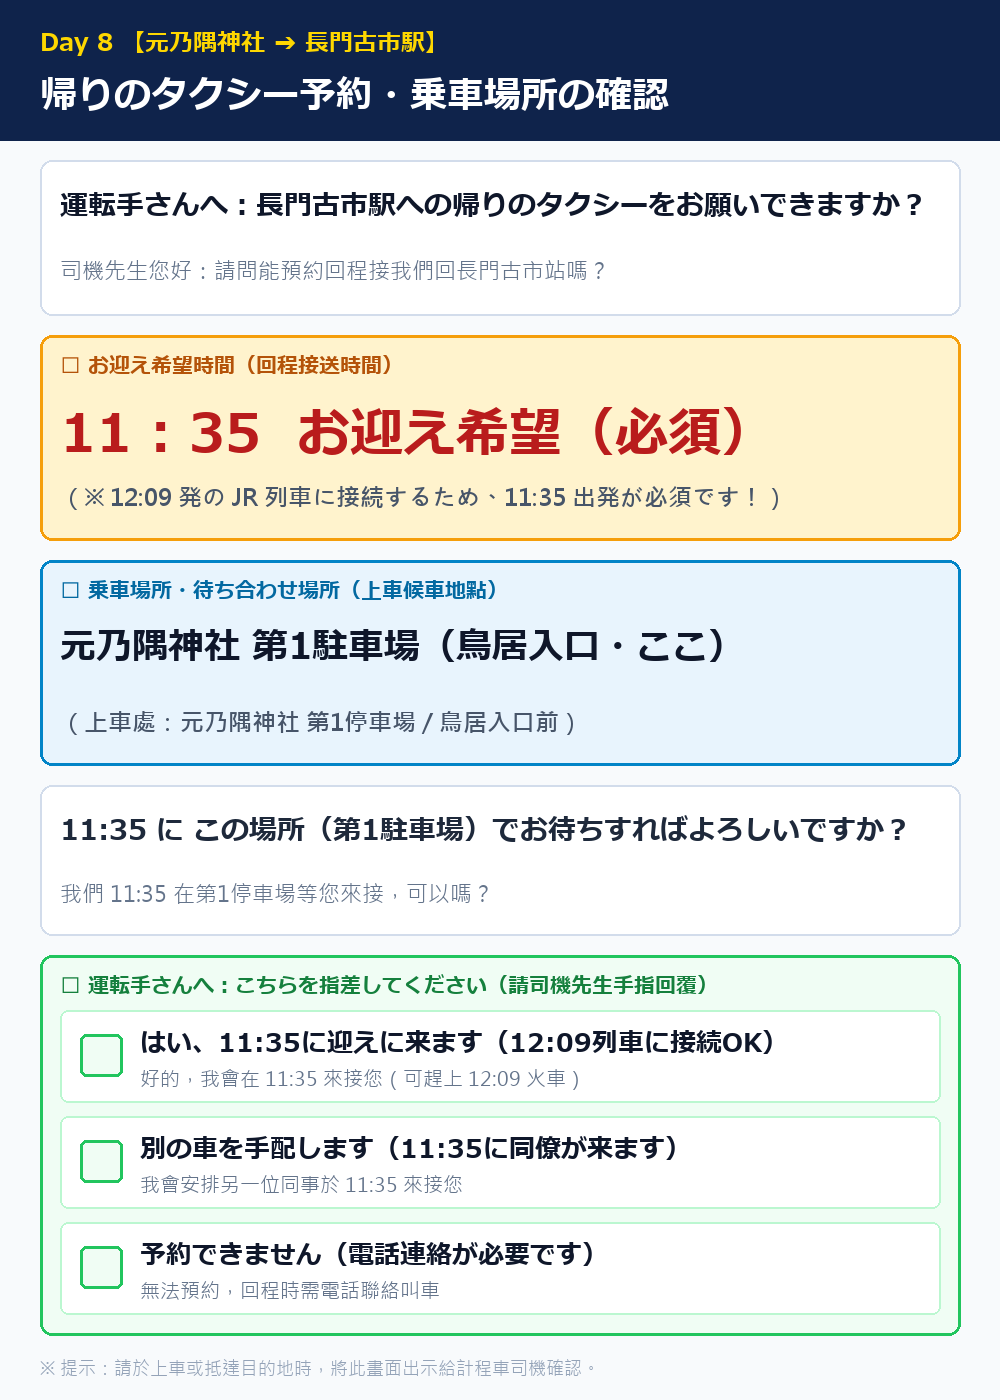 Day 8 【元乃隅神社 ➔ 長門古市駅】
帰りのタクシー予約・乗車場所の確認
運転手さんへ：長門古市駅への帰りのタクシーをお願いできますか？
司機先生您好：請問能預約回程接我們回長門古市站嗎？
□ お迎え希望時間（回程接送時間）
11：35 お迎え希望（必須）
（※ 12:09 発の JR 列車に接続するため、11:35 出発が必須です！）
□ 乗車場所・待ち合わせ場所（上車候車地點）
元乃隅神社 第1駐車場（鳥居入口・ここ）
（上車處：元乃隅神社 第1停車場 / 鳥居入口前）
11:35 に この場所（第1駐車場）でお待ちすればよろしいですか？
我們 11:35 在第1停車場等您來接，可以嗎？
□ 運転手さんへ：こちらを指差してください（請司機先生手指回覆）
はい、11:35に迎えに来ます（12:09列車に接続OK）
好的，我會在 11:35 來接您（可趕上 12:09 火車）
別の車を手配します（11:35に同僚が来ます）
我會安排另一位同事於 11:35 來接您
予約できません（電話連絡が必要です）
無法預約，回程時需電話聯絡叫車
※ 提示：請於上車或抵達目的地時，將此畫面出示給計程車司機確認。